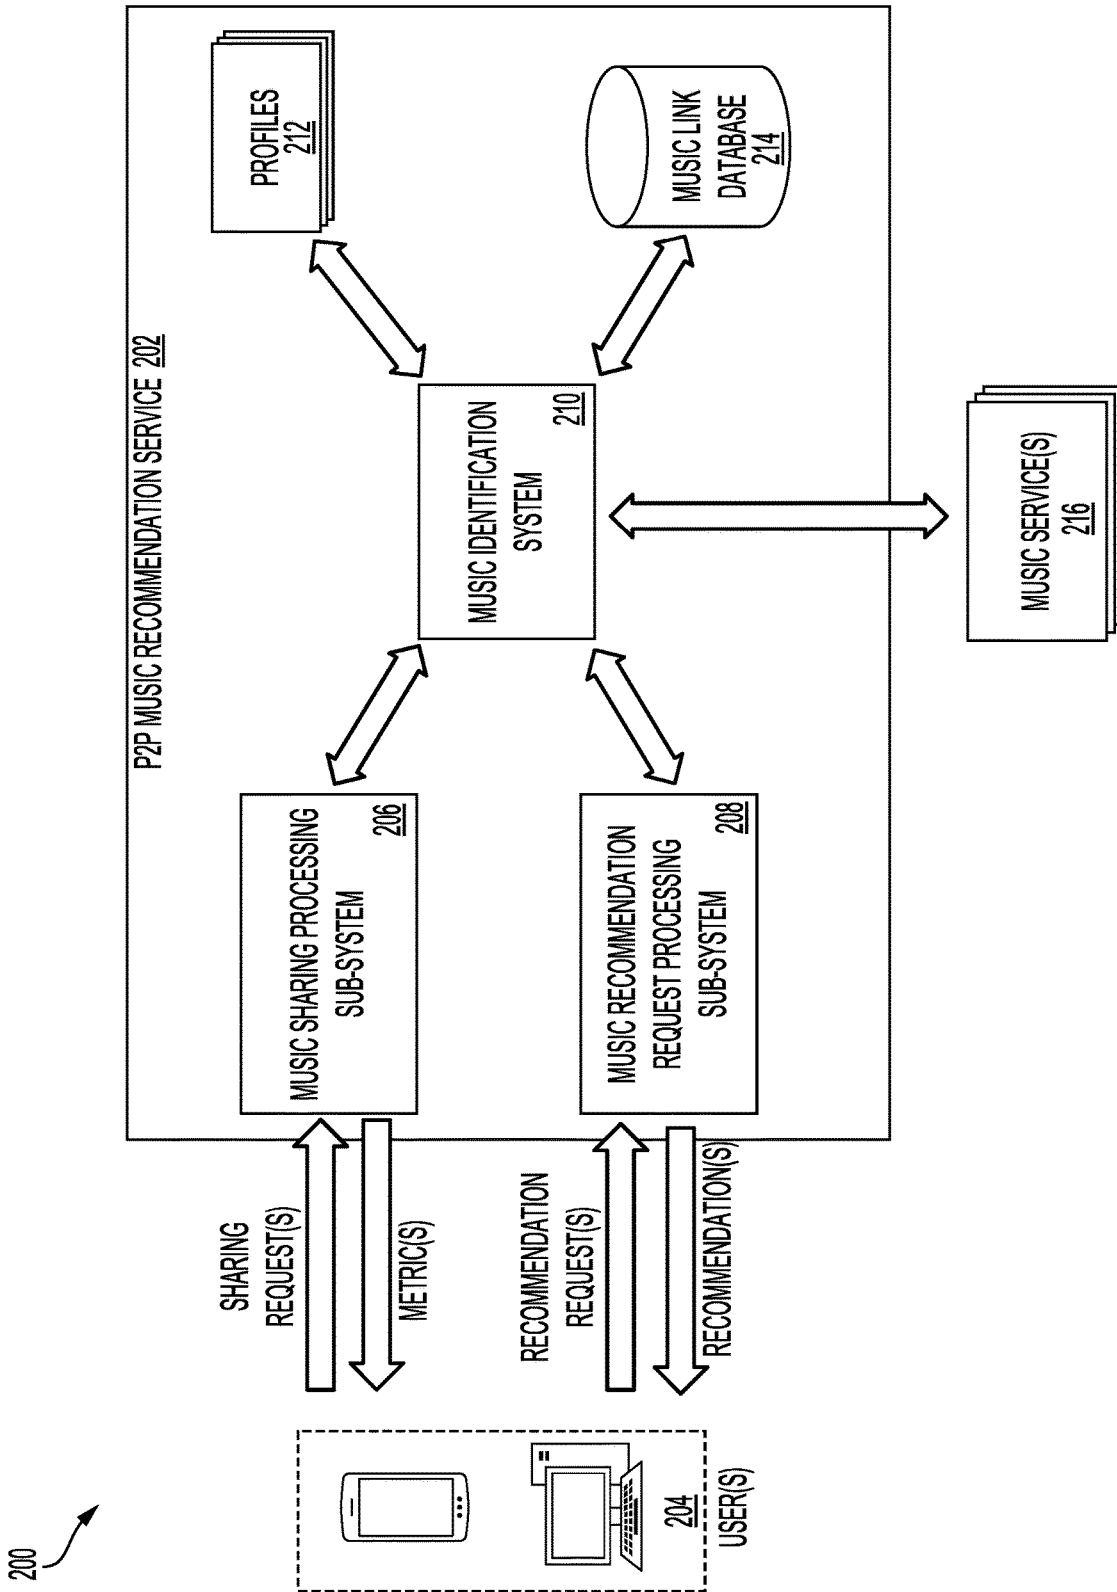 200
P2P MUSIC RECOMMENDATION SERVICE 202
SHARING
REQUEST(S)
METRIC(S)
RECOMMENDATION
REQUEST(S)
RECOMMENDATION(S)
204
USER(S)
MUSIC SHARING PROCESSING
SUB-SYSTEM
206
MUSIC RECOMMENDATION
REQUEST PROCESSING
SUB-SYSTEM
208
MUSIC IDENTIFICATION
SYSTEM
210
PROFILES
212
MUSIC LINK
DATABASE
214
MUSIC SERVICE(S)
216